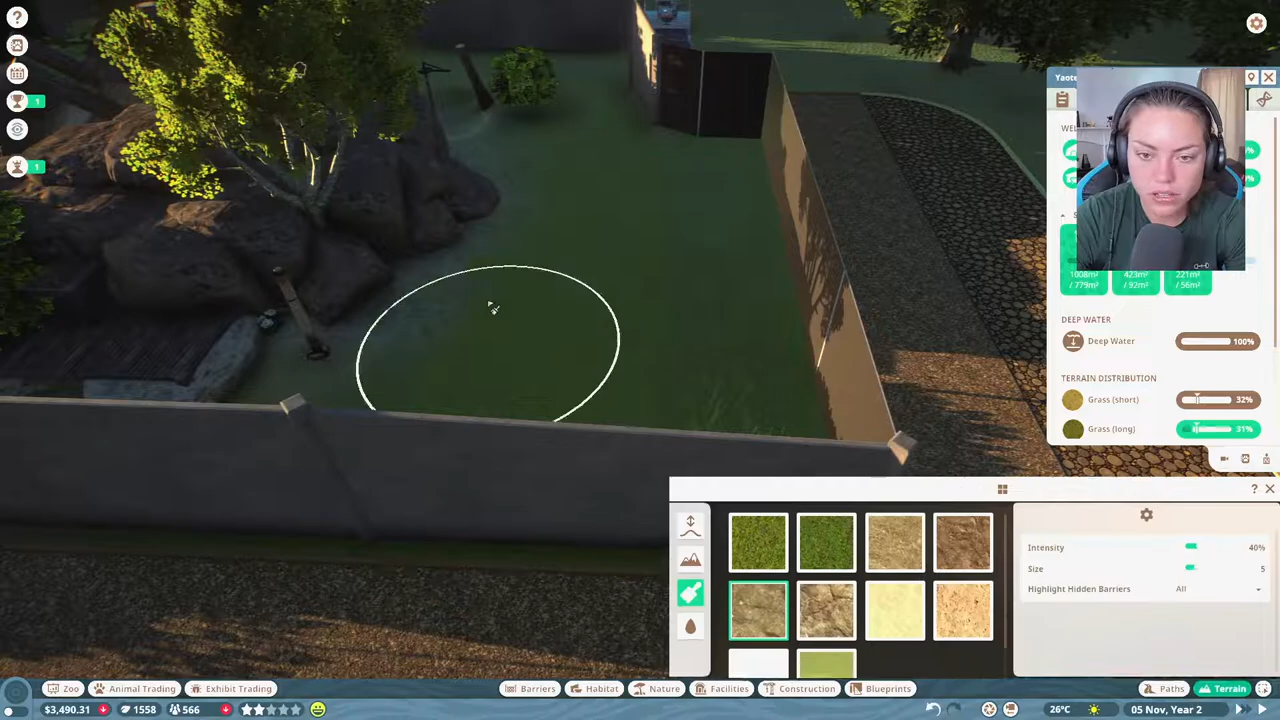 ?
1
1
Yaote
WEL
1008m² 423m² 221m²
/ 779m² / 92m² / 56m²
DEEP WATER
Deep Water 100%
TERRAIN DISTRIBUTION
Grass (short) 32%
Grass (long) 31%
?
Intensity 40%
Size 5
Highlight Hidden Barriers All
Zoo Animal Trading Exhibit Trading Barriers Habitat Nature Facilities Construction Blueprints Paths Terrain
$3,490.31 1558 566 26°C 05 Nov, Year 2